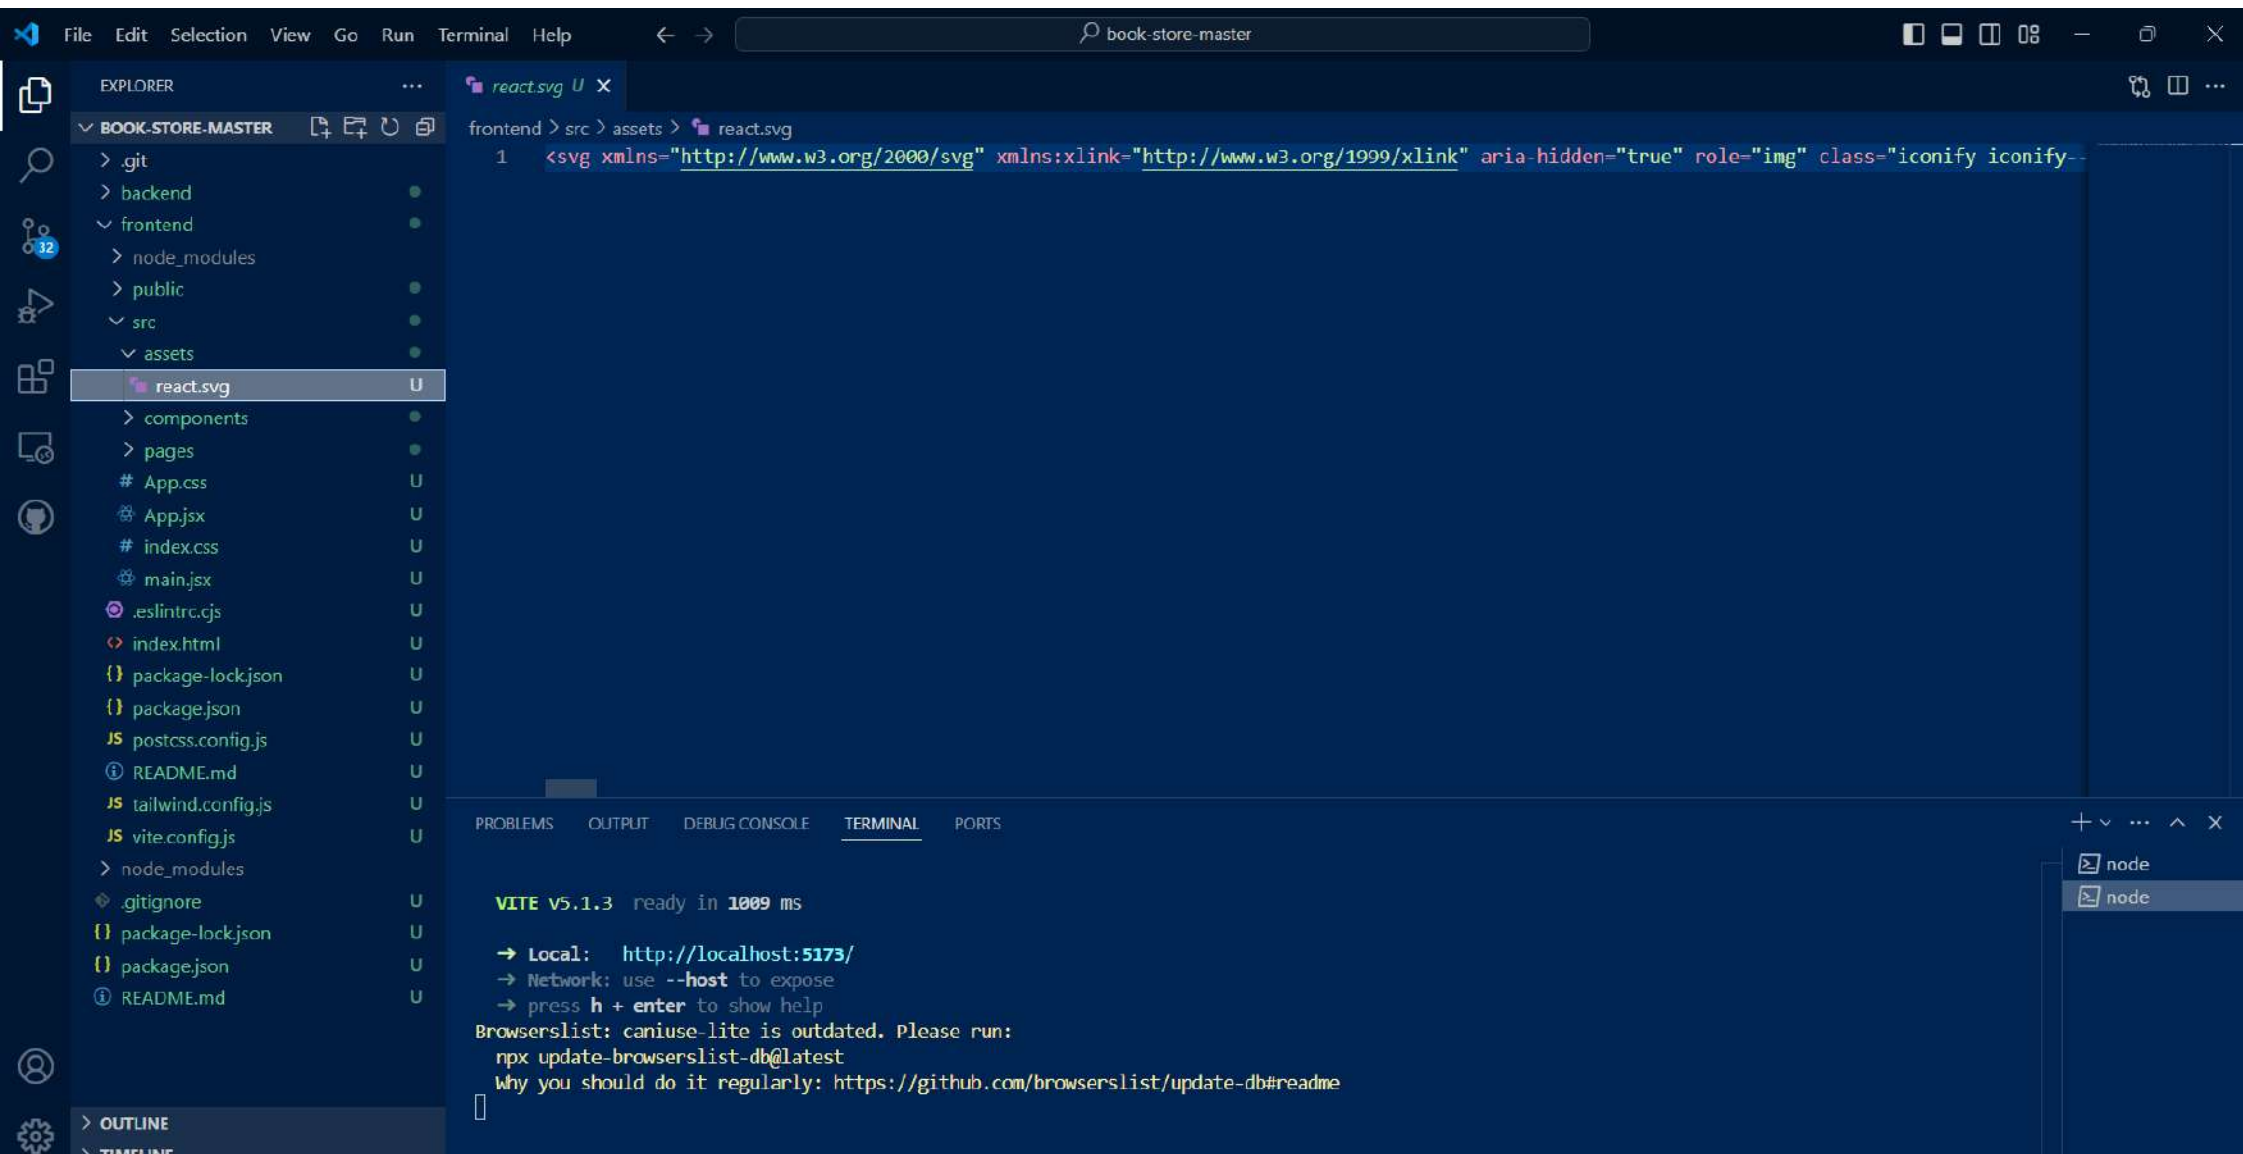 File Edit Selection View Go Run Terminal Help
book-store-master
EXPLORER
BOOK-STORE-MASTER
.git
backend
frontend
node_modules
public
src
assets
react.svg U
components
pages
App.css U
App.jsx U
index.css U
main.jsx U
.eslintrc.cjs U
index.html U
package-lock.json U
package.json U
postcss.config.js U
README.md U
tailwind.config.js U
vite.config.js U
node_modules
.gitignore U
package-lock.json U
package.json U
README.md U
OUTLINE
TIMELINE
32
react.svg U
frontend > src > assets > react.svg
1 <svg xmlns="http://www.w3.org/2000/svg" xmlns:xlink="http://www.w3.org/1999/xlink" aria-hidden="true" role="img" class="iconify iconify--
PROBLEMS OUTPUT DEBUG CONSOLE TERMINAL PORTS
node
node
VITE v5.1.3 ready in 1009 ms
➜ Local: http://localhost:5173/
➜ Network: use --host to expose
➜ press h + enter to show help
Browserslist: caniuse-lite is outdated. Please run:
npx update-browserslist-db@latest
Why you should do it regularly: https://github.com/browserslist/update-db#readme